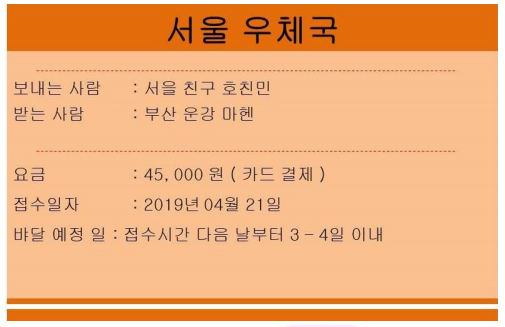 서울 우체국
보내는 사람 : 서을 친구 호친민
받는 사람 : 부산 운강 마헨
요금 : 45, 000 원 ( 카드 결제 )
접수일자 : 2019년 04월 21일
뱌달 예정 일 : 접수시간 다음 날부터 3 – 4일 이내